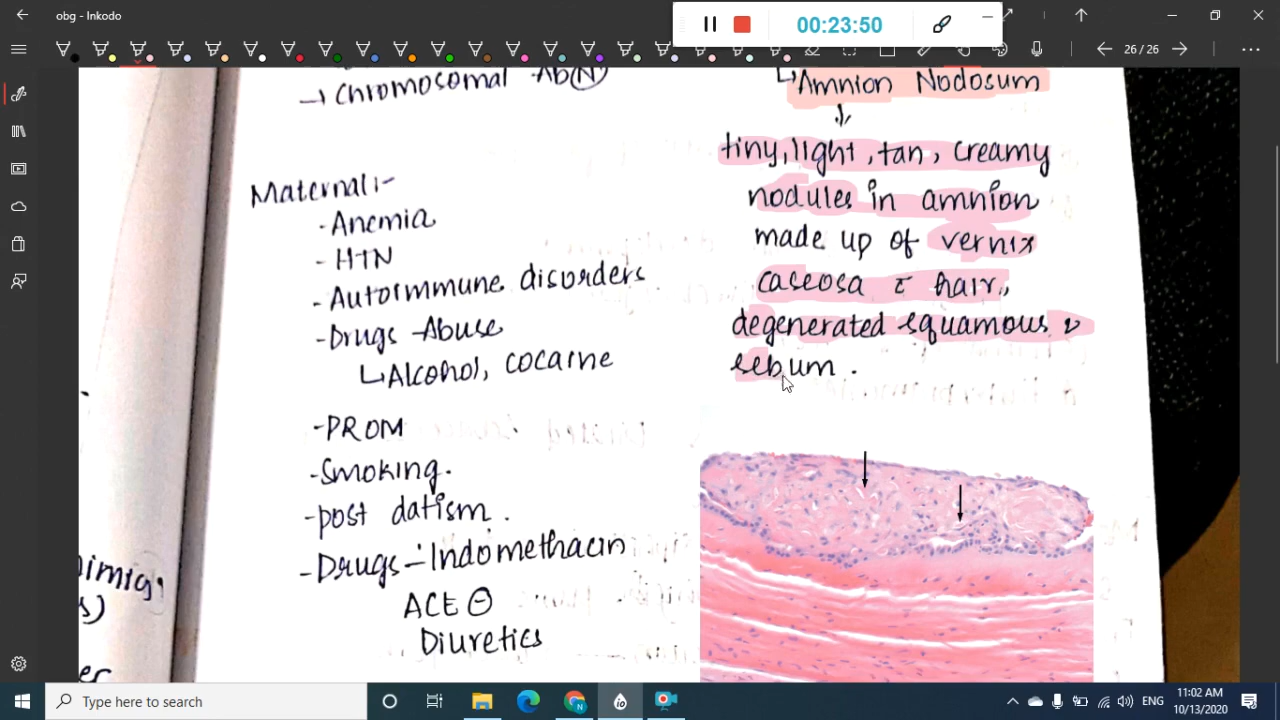 obg - Inkodo
00:23:50
26 / 26
→ Chromosomal Ab(N)
Maternal :-
- Anemia
- HTN
- Autoimmune disorders
- Drugs Abuse
↳ Alcohol, cocaine
- PROM
- Smoking.
- post datism.
- Drugs - Indomethacin
ACE ⊖
Diuretics
↳ Amnion Nodosum
↓
tiny, light, tan, creamy
nodules in amnion
made up of vernix
caseosa c̄ hair,
degenerated squamous &
sebum.
Type here to search
ENG
11:02 AM
10/13/2020